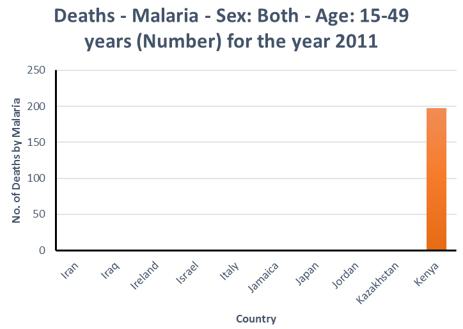 Deaths - Malaria - Sex: Both - Age: 15-49
years (Number) for the year 2011
No. of Deaths by Malaria
250
200
150
100
50
0
Iran
Iraq
Ireland
Israel
Italy
Jamaica
Japan
Jordan
Kazakhstan
Kenya
Country